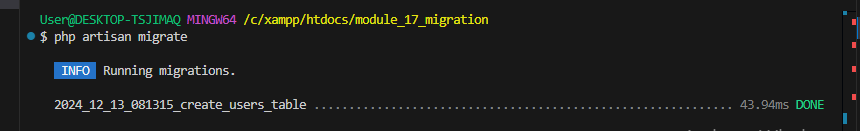 User@DESKTOP-TSJIMAQ MINGW64 /c/xampp/htdocs/module_17_migration
$ php artisan migrate
INFO Running migrations.
2024_12_13_081315_create_users_table .............................................................. 43.94ms DONE